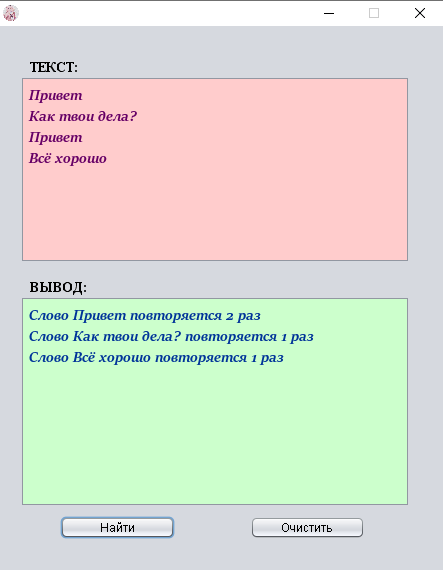 ТЕКСТ:
Привет
Как твои дела?
Привет
Всё хорошо
ВЫВОД:
Слово Привет повторяется 2 раз
Слово Как твои дела? повторяется 1 раз
Слово Всё хорошо повторяется 1 раз
Найти
Очистить